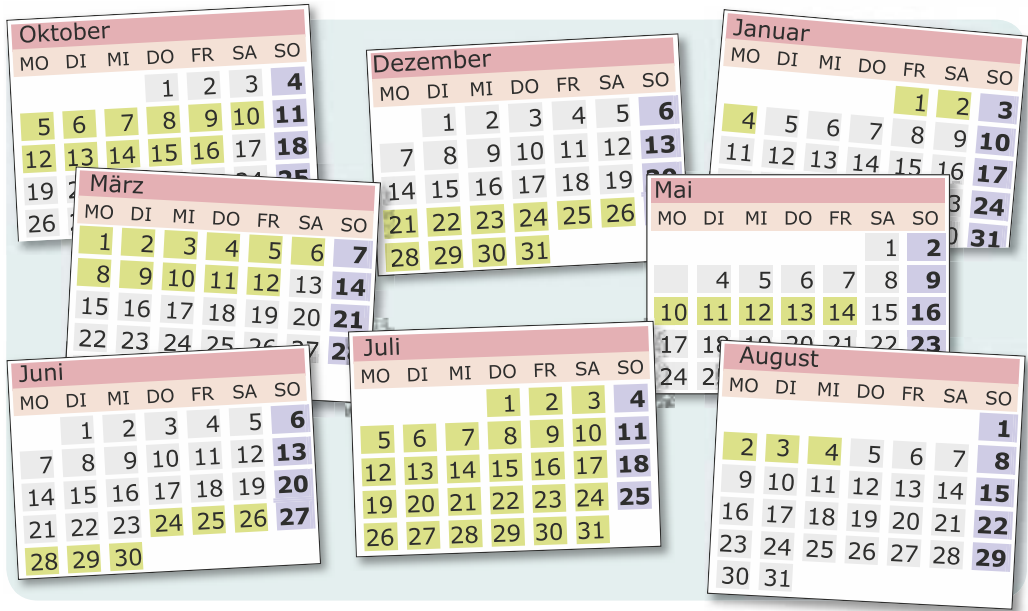 Oktober
MO DI MI DO FR SA SO
1 2 3 4
5 6 7 8 9 10 11
12 13 14 15 16 17 18
19
26
Dezember
MO DI MI DO FR SA SO
1 2 3 4 5 6
7 8 9 10 11 12 13
14 15 16 17 18 19
21 22 23 24 25 26
28 29 30 31
Januar
MO DI MI DO FR SA SO
1 2 3
4 5 6 7 8 9 10
11 12 13 14 15 16 17
24
31
März
MO DI MI DO FR SA SO
1 2 3 4 5 6 7
8 9 10 11 12 13 14
15 16 17 18 19 20 21
22 23 24 25 26
Mai
MO DI MI DO FR SA SO
1 2
4 5 6 7 8 9
10 11 12 13 14 15 16
17 18 19 20 21 22 23
24
Juni
MO DI MI DO FR SA SO
1 2 3 4 5 6
7 8 9 10 11 12 13
14 15 16 17 18 19 20
21 22 23 24 25 26 27
28 29 30
Juli
MO DI MI DO FR SA SO
1 2 3 4
5 6 7 8 9 10 11
12 13 14 15 16 17 18
19 20 21 22 23 24 25
26 27 28 29 30 31
August
MO DI MI DO FR SA SO
1
2 3 4 5 6 7 8
9 10 11 12 13 14 15
16 17 18 19 20 21 22
23 24 25 26 27 28 29
30 31